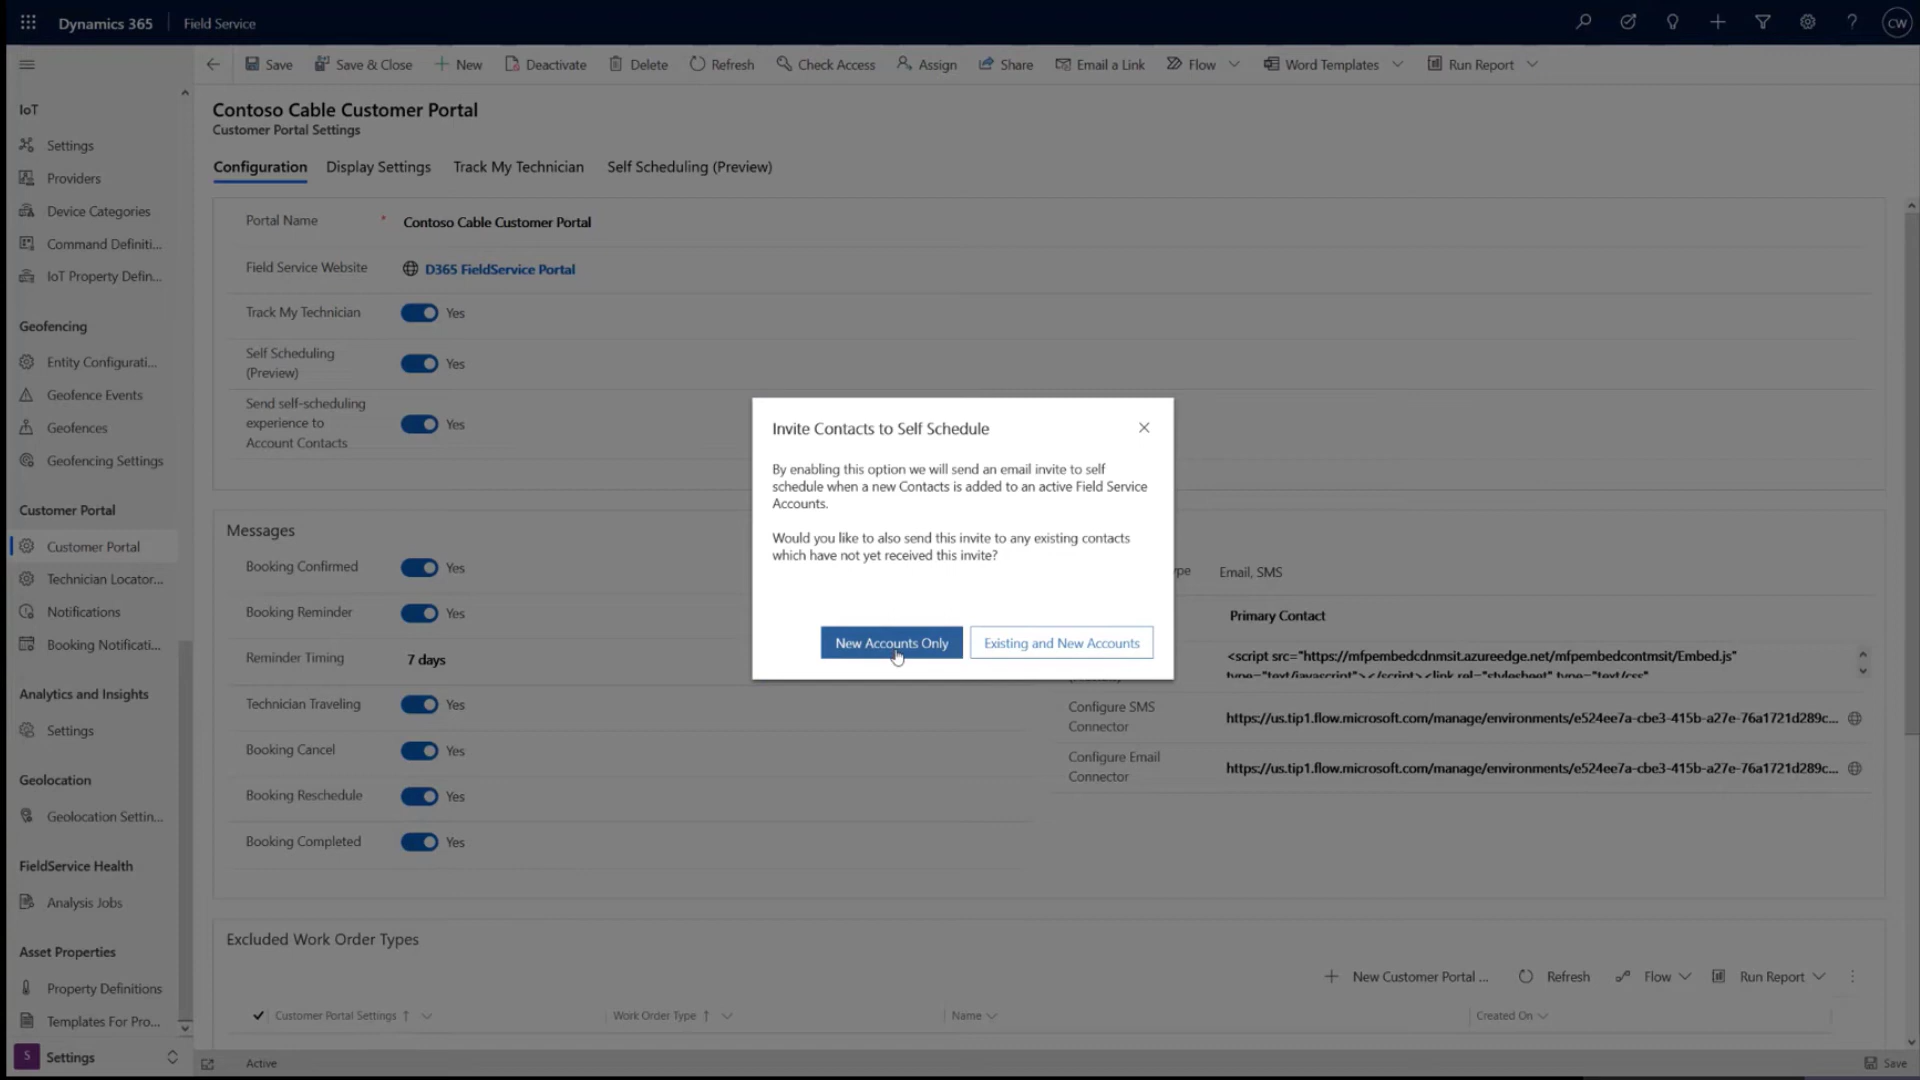 Dynamics 365
Field Service
CW
Save
Save & Close
New
Deactivate
Delete
Refresh
Check Access
Assign
Share
Email a Link
Flow
Word Templates
Run Report
IoT
Settings
Providers
Device Categories
Command Definiti...
IoT Property Defin...
Geofencing
Entity Configurati...
Geofence Events
Geofences
Geofencing Settings
Customer Portal
Customer Portal
Technician Locator...
Notifications
Booking Notificati...
Analytics and Insights
Settings
Geolocation
Geolocation Settin...
FieldService Health
Analysis Jobs
Asset Properties
Property Definitions
Templates For Pro...
S
Settings
Contoso Cable Customer Portal
Customer Portal Settings
Configuration
Display Settings
Track My Technician
Self Scheduling (Preview)
Portal Name
*
Contoso Cable Customer Portal
Field Service Website
D365 FieldService Portal
Track My Technician
Yes
Self Scheduling
(Preview)
Yes
Send self-scheduling
experience to
Account Contacts
Yes
Messages
Booking Confirmed
Yes
Booking Reminder
Yes
Reminder Timing
7 days
Technician Traveling
Yes
Booking Cancel
Yes
Booking Reschedule
Yes
Booking Completed
Yes
Invite Contacts to Self Schedule
By enabling this option we will send an email invite to self
schedule when a new Contacts is added to an active Field Service
Accounts.
Would you like to also send this invite to any existing contacts
which have not yet received this invite?
New Accounts Only
Existing and New Accounts
ype
Email, SMS
Primary Contact
<script src="https://mfpembedcdnmsit.azureedge.net/mfpembedcontmsit/Embed.js"
type="text/javascript"></script><link rel="stylesheet" type="text/css"
Configure SMS
Connector
https://us.tip1.flow.microsoft.com/manage/environments/e524ee7a-cbe3-415b-a27e-76a1721d289c...
Configure Email
Connector
https://us.tip1.flow.microsoft.com/manage/environments/e524ee7a-cbe3-415b-a27e-76a1721d289c...
Excluded Work Order Types
New Customer Portal ...
Refresh
Flow
Run Report
Customer Portal Settings
Work Order Type
Name
Created On
Active
Save